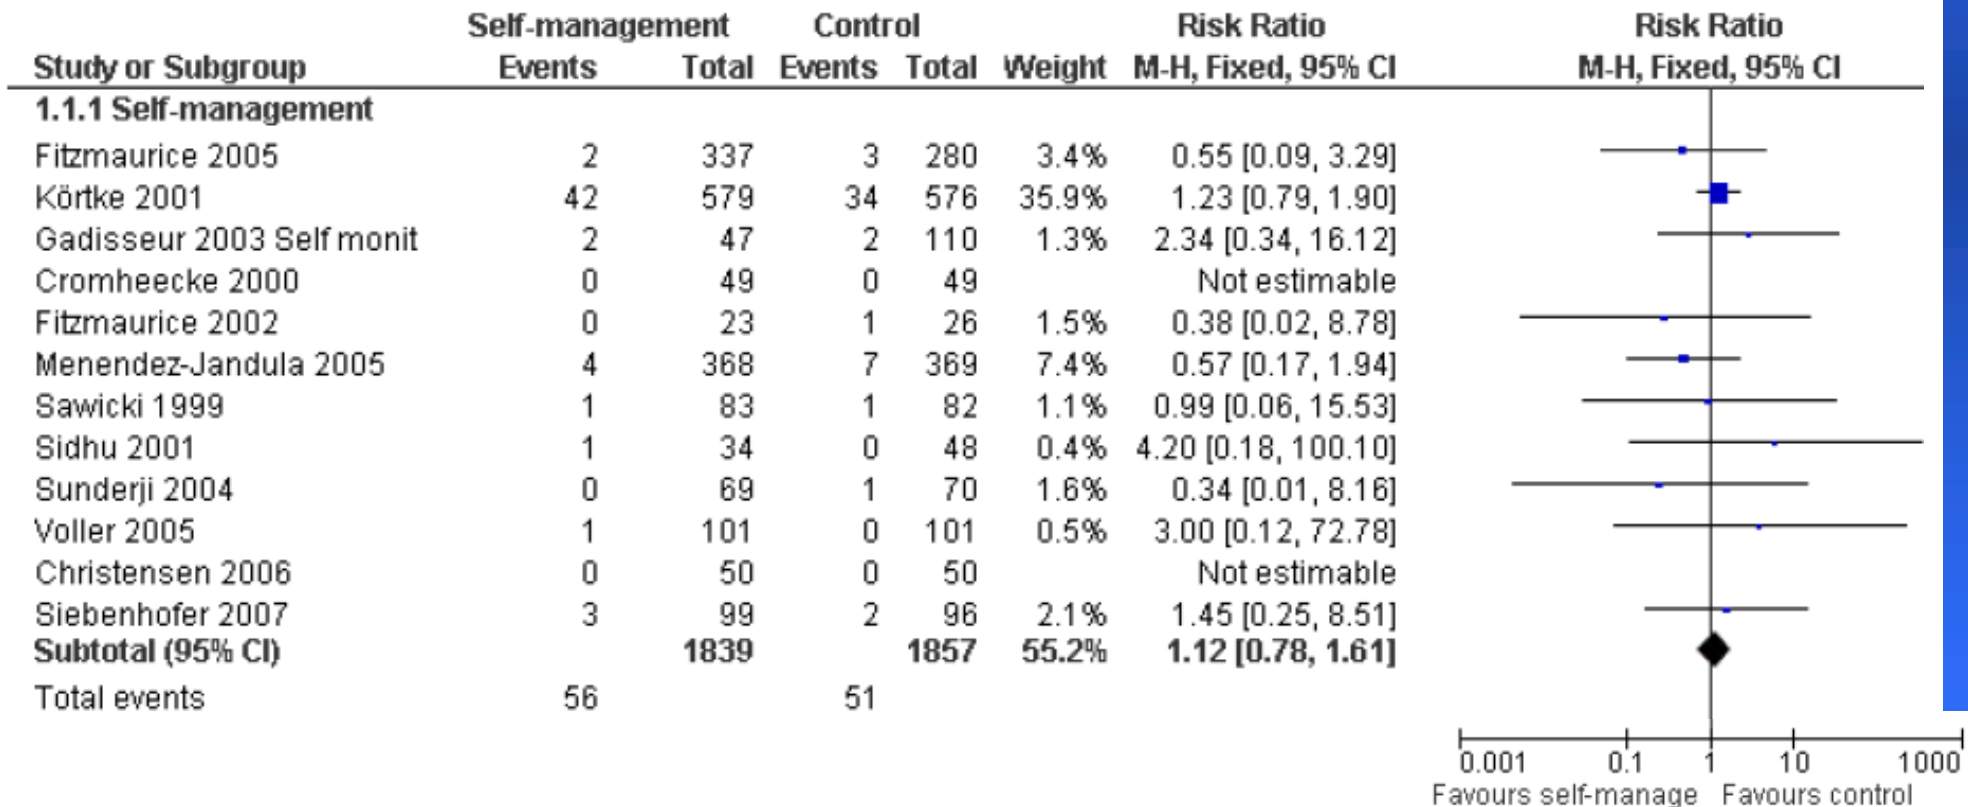 Self-management Control Risk Ratio Risk Ratio
Study or Subgroup Events Total Events Total Weight M-H, Fixed, 95% CI M-H, Fixed, 95% CI
1.1.1 Self-management
Fitzmaurice 2005 2 337 3 280 3.4% 0.55 [0.09, 3.29]
Körtke 2001 42 579 34 576 35.9% 1.23 [0.79, 1.90]
Gadisseur 2003 Self monit 2 47 2 110 1.3% 2.34 [0.34, 16.12]
Cromheecke 2000 0 49 0 49 Not estimable
Fitzmaurice 2002 0 23 1 26 1.5% 0.38 [0.02, 8.78]
Menendez-Jandula 2005 4 368 7 369 7.4% 0.57 [0.17, 1.94]
Sawicki 1999 1 83 1 82 1.1% 0.99 [0.06, 15.53]
Sidhu 2001 1 34 0 48 0.4% 4.20 [0.18, 100.10]
Sunderji 2004 0 69 1 70 1.6% 0.34 [0.01, 8.16]
Voller 2005 1 101 0 101 0.5% 3.00 [0.12, 72.78]
Christensen 2006 0 50 0 50 Not estimable
Siebenhofer 2007 3 99 2 96 2.1% 1.45 [0.25, 8.51]
Subtotal (95% CI) 1839 1857 55.2% 1.12 [0.78, 1.61]
Total events 56 51
0.001 0.1 1 10 1000
Favours self-manage Favours control